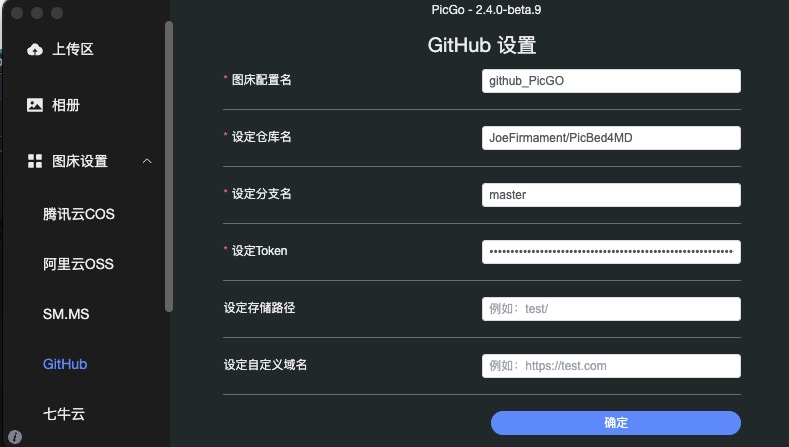 PicGo - 2.4.0-beta.9
上传区
相册
图床设置
腾讯云COS
阿里云OSS
SM.MS
GitHub
七牛云
GitHub 设置
* 图床配置名
github_PicGO
* 设定仓库名
JoeFirmament/PicBed4MD
* 设定分支名
master
* 设定Token
设定存储路径
例如：test/
设定自定义域名
例如：https://test.com
确定